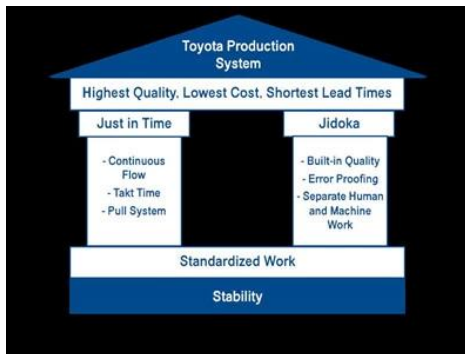 Toyota Production
System
Highest Quality, Lowest Cost, Shortest Lead Times
Just in Time
- Continuous
Flow
- Takt Time
- Pull System
Jidoka
- Built-in Quality
- Error Proofing
- Separate Human
and Machine
Work
Standardized Work
Stability